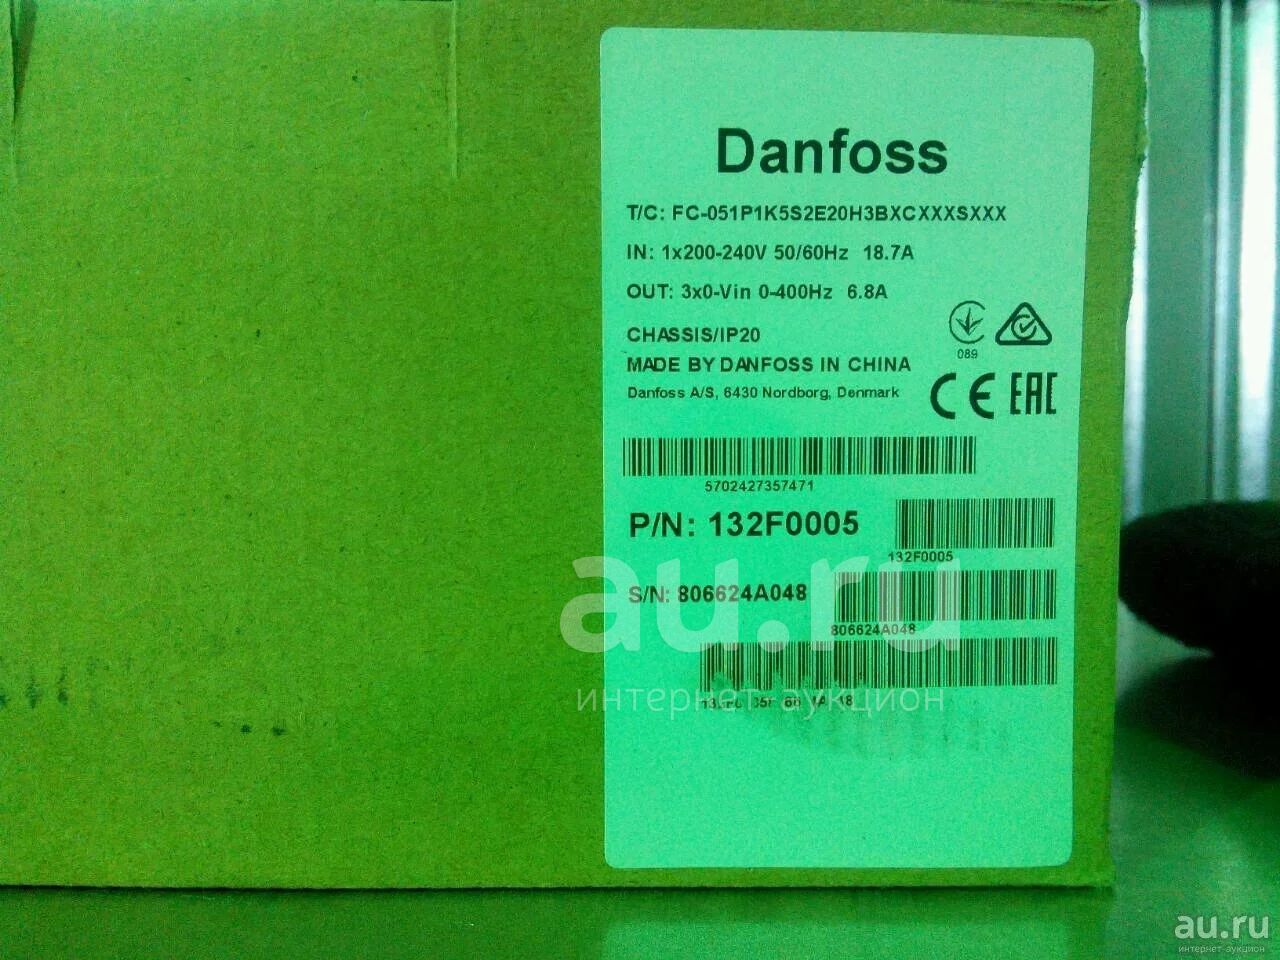 Danfoss
T/C: FC-051P1K5S2E20H3BXCXXXSXXX
IN: 1x200-240V 50/60Hz 18.7A
OUT: 3x0-Vin 0-400Hz 6.8A
CHASSIS/IP20
MADE BY DANFOSS IN CHINA
Danfoss A/S, 6430 Nordborg, Denmark
089
CE EAC
5702427357471
P/N: 132F0005
132F0005
S/N: 806624A048
806624A048
au.ru
интернет-аукцион
au.ru
интернет-аукцион